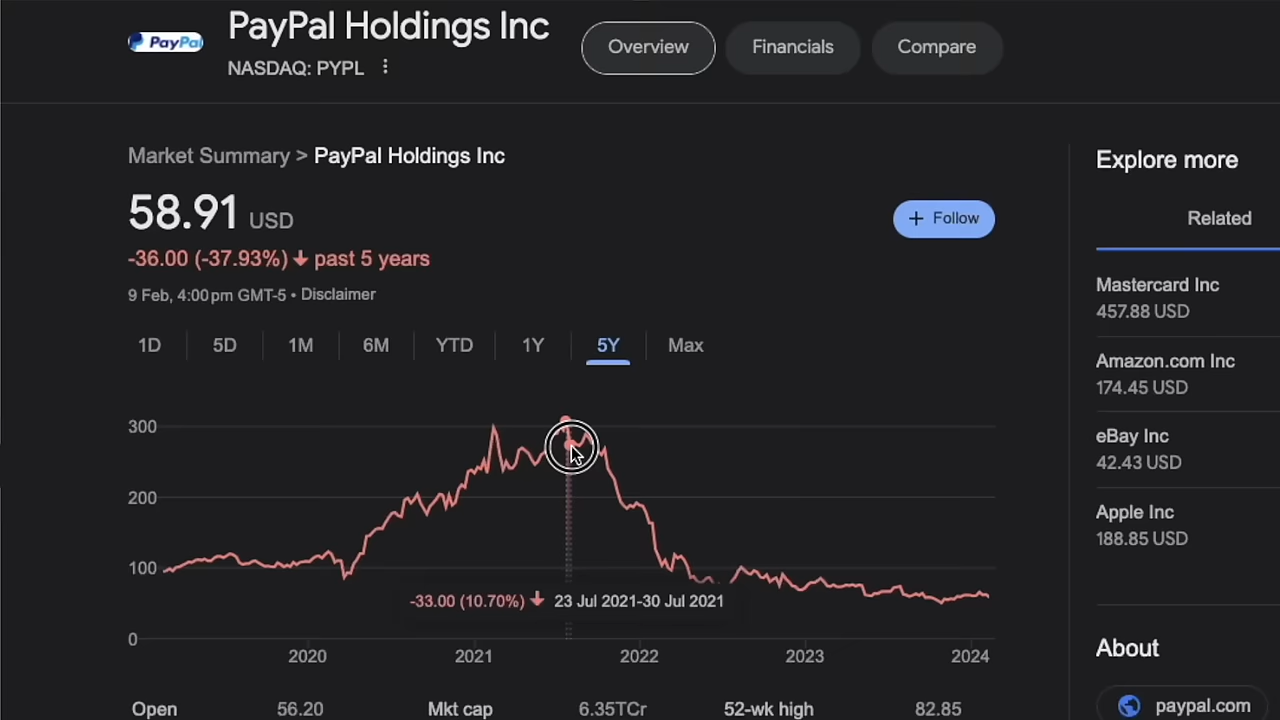 PayPal Holdings Inc
PayPal
NASDAQ: PYPL
Overview
Financials
Compare
Market Summary > PayPal Holdings Inc
58.91 USD
-36.00 (-37.93%) ↓ past 5 years
9 Feb, 4:00 pm GMT-5 • Disclaimer
+ Follow
1D 5D 1M 6M YTD 1Y 5Y Max
300
200
100
0
-33.00 (10.70%) ↓ 23 Jul 2021-30 Jul 2021
2020 2021 2022 2023 2024
Open 56.20 Mkt cap 6.35TCr 52-wk high 82.85
Explore more
Related
Mastercard Inc
457.88 USD
Amazon.com Inc
174.45 USD
eBay Inc
42.43 USD
Apple Inc
188.85 USD
About
paypal.com